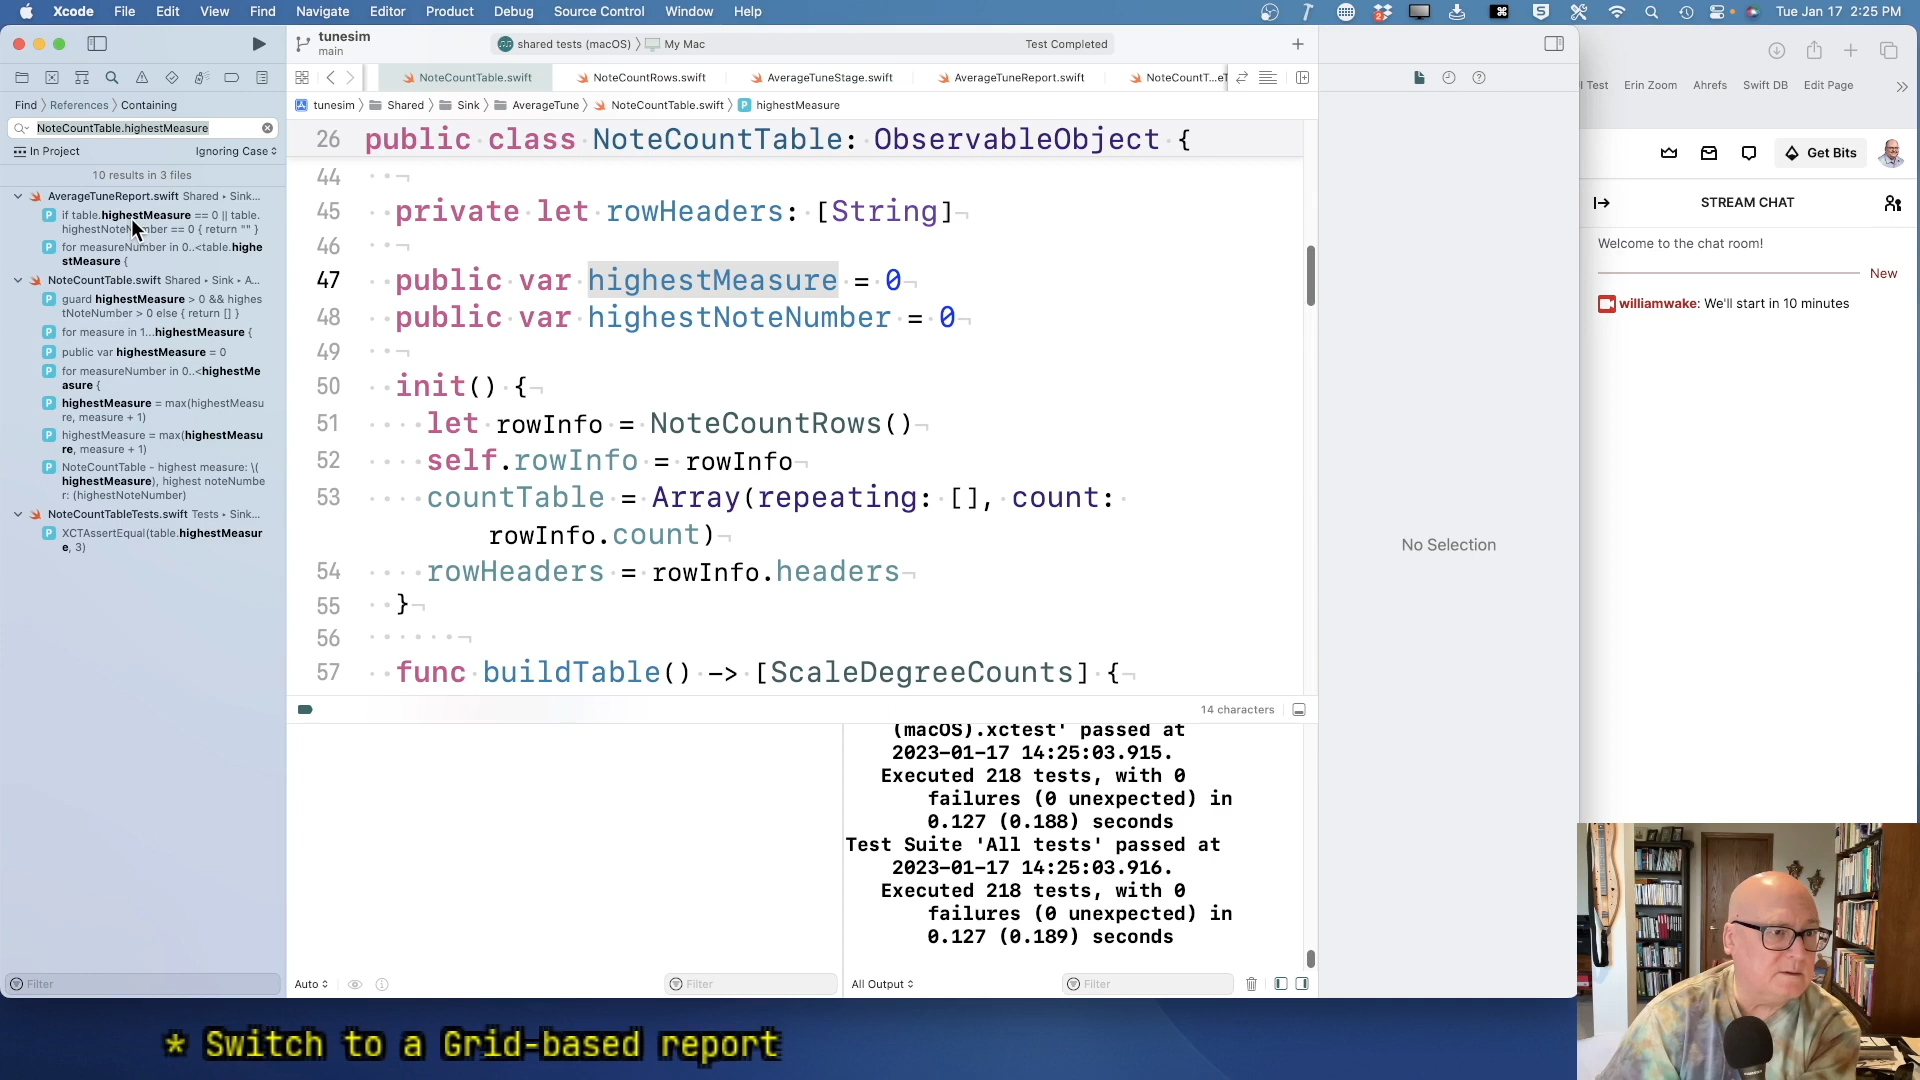 Xcode File Edit View Find Navigate Editor Product Debug Source Control Window Help
Tue Jan 17 2:25 PM
tunesim
main
shared tests (macOS) 〉 My Mac
Test Completed
NoteCountTable.swift NoteCountRows.swift AverageTuneStage.swift AverageTuneReport.swift NoteCountT...eT
Find 〉 References 〉 Containing
NoteCountTable.highestMeasure
In Project
Ignoring Case
10 results in 3 files
AverageTuneReport.swift Shared • Sink...
if table.highestMeasure == 0 || table.
highestNoteNumber == 0 { return "" }
for measureNumber in 0..<table.highe
stMeasure {
NoteCountTable.swift Shared • Sink • A...
guard highestMeasure > 0 && highes
tNoteNumber > 0 else { return [] }
for measure in 1...highestMeasure {
public var highestMeasure = 0
for measureNumber in 0..<highestMe
asure {
highestMeasure = max(highestMeasu
re, measure + 1)
highestMeasure = max(highestMeasu
re, measure + 1)
NoteCountTable - highest measure: \(
highestMeasure), highest noteNumbe
r: (highestNoteNumber)
NoteCountTableTests.swift Tests • Sink...
XCTAssertEqual(table.highestMeasur
e, 3)
Filter
tunesim 〉 Shared 〉 Sink 〉 AverageTune 〉 NoteCountTable.swift 〉 P highestMeasure
26 public class NoteCountTable: ObservableObject {
44
45 private let rowHeaders: [String]
46
47 public var highestMeasure = 0
48 public var highestNoteNumber = 0
49
50 init() {
51 let rowInfo = NoteCountRows()
52 self.rowInfo = rowInfo
53 countTable = Array(repeating: [], count:
rowInfo.count)
54 rowHeaders = rowInfo.headers
55 }
56
57 func buildTable() -> [ScaleDegreeCounts] {
14 characters
(macOS).xctest' passed at
2023-01-17 14:25:03.915.
Executed 218 tests, with 0
failures (0 unexpected) in
0.127 (0.188) seconds
Test Suite 'All tests' passed at
2023-01-17 14:25:03.916.
Executed 218 tests, with 0
failures (0 unexpected) in
0.127 (0.189) seconds
Auto
Filter
All Output
Filter
No Selection
l Test Erin Zoom Ahrefs Swift DB Edit Page
Get Bits
STREAM CHAT
Welcome to the chat room!
New
williamwake: We'll start in 10 minutes
* Switch to a Grid-based report